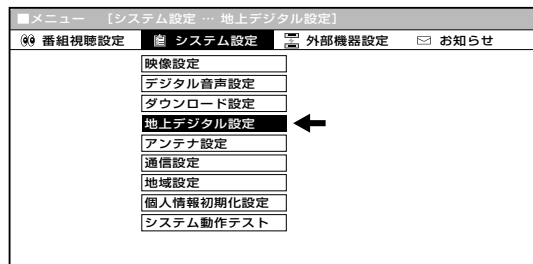 ■メニュー　[システム設定 … 地上デジタル設定]
番組視聴設定　システム設定　外部機器設定　お知らせ
映像設定
デジタル音声設定
ダウンロード設定
地上デジタル設定
アンテナ設定
通信設定
地域設定
個人情報初期化設定
システム動作テスト